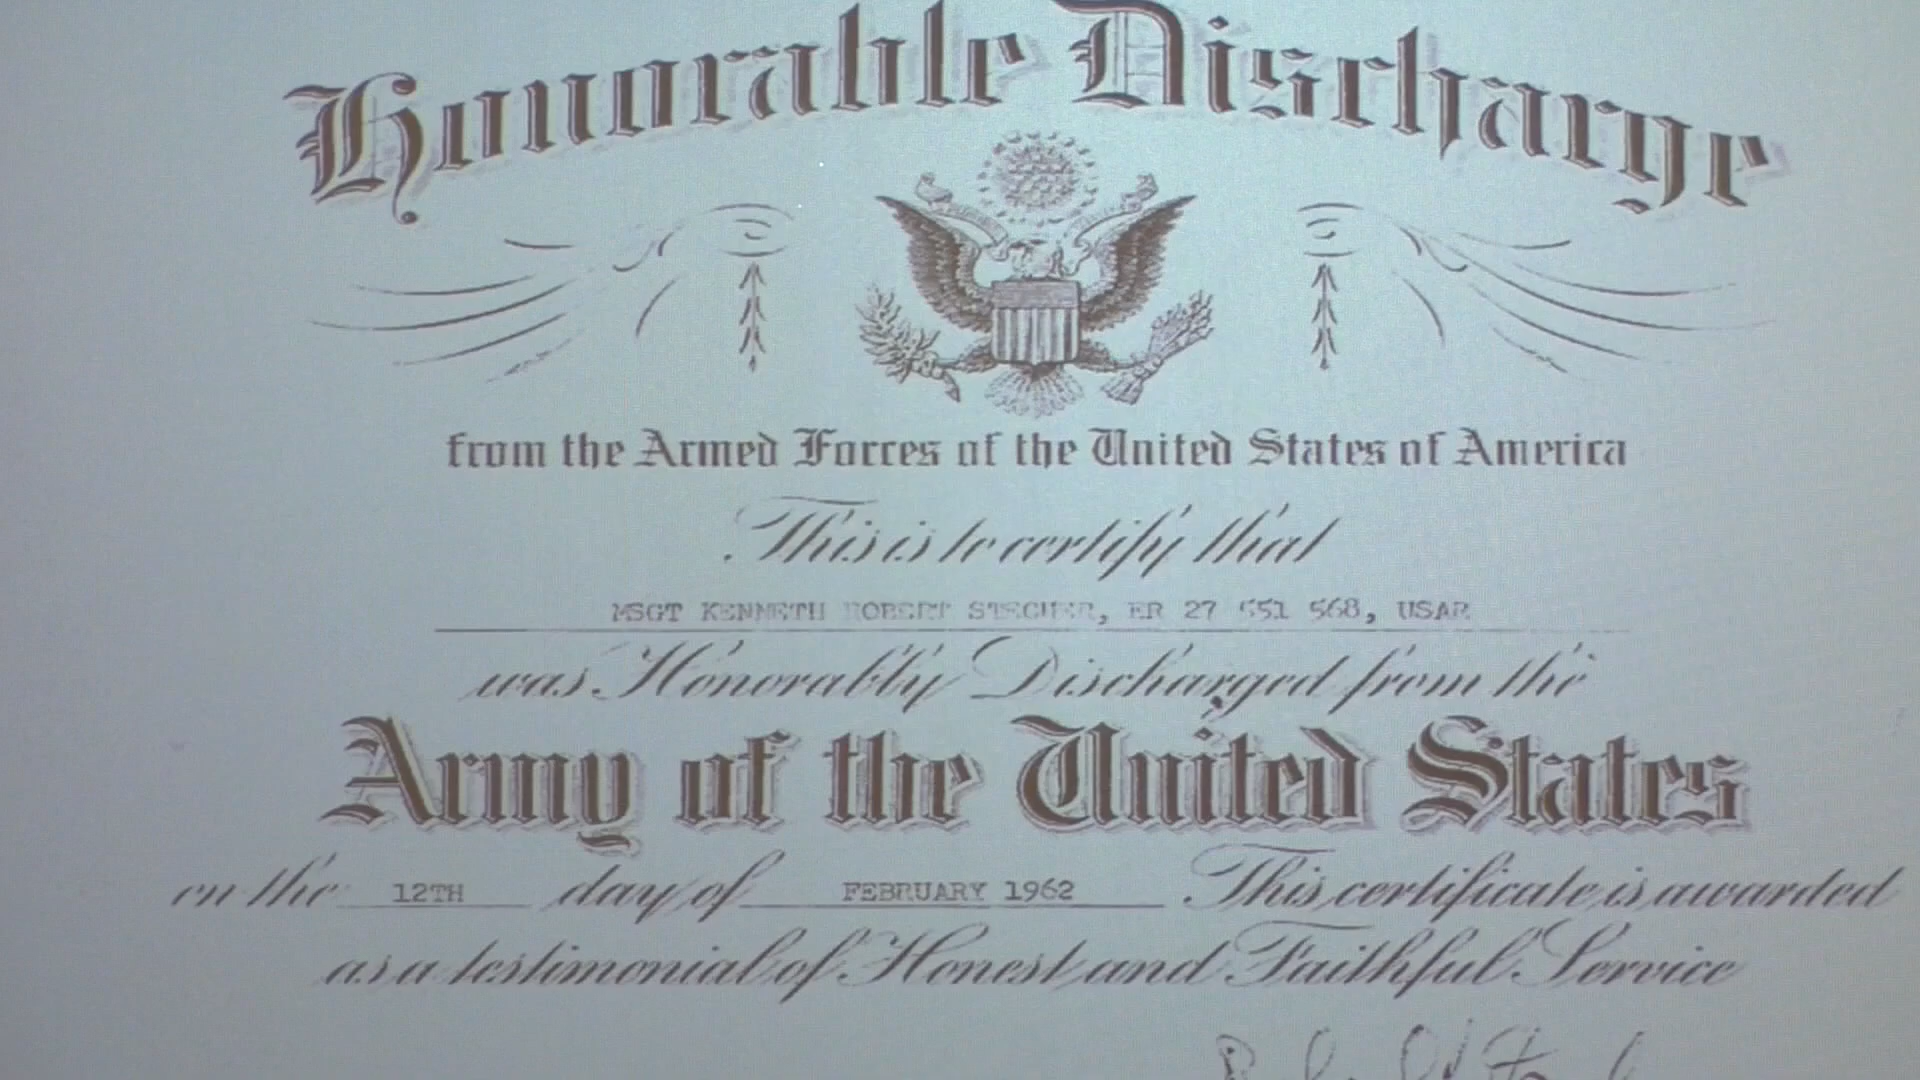 Honorable Discharge
from the Armed Forces of the United States of America
This is to certify that
MSGT KENNETH ROBERT STECHER, ER 27 551 568, USAR
was Honorably Discharged from the
Army of the United States
on the 12TH day of FEBRUARY 1962 This certificate is awarded
as a testimonial of Honest and Faithful Service